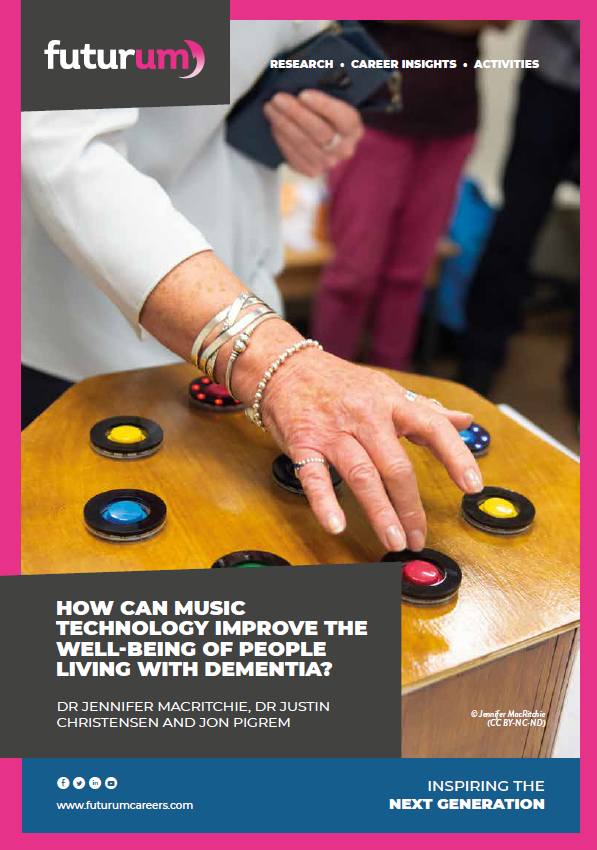 futurum
RESEARCH • CAREER INSIGHTS • ACTIVITIES
HOW CAN MUSIC
TECHNOLOGY IMPROVE THE
WELL-BEING OF PEOPLE
LIVING WITH DEMENTIA?
DR JENNIFER MACRITCHIE, DR JUSTIN
CHRISTENSEN AND JON PIGREM
© Jennifer MacRitchie
(CC BY-NC-ND)
www.futurumcareers.com
INSPIRING THE
NEXT GENERATION